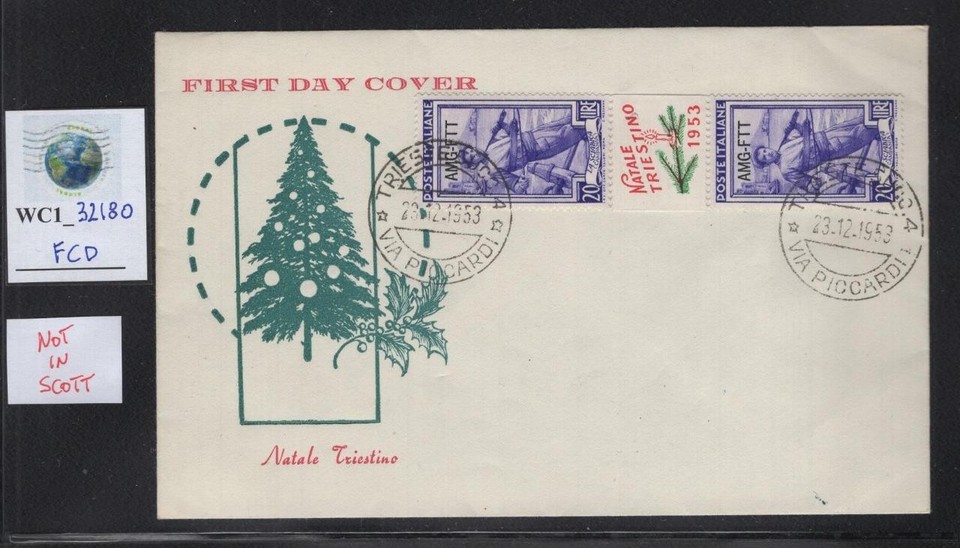 FIRST DAY COVER
POSTE ITALIANE
AMG-FTT
LIRE
20
NATALE
TRIESTINO
1953
POSTE ITALIANE
AMG-FTT
LIRE
20
23.12.1953
VIA PICCARDI
23.12.1953
VIA PICCARDI
WC1_32180
FCD
NOT
IN
SCOTT
Natale Triestino